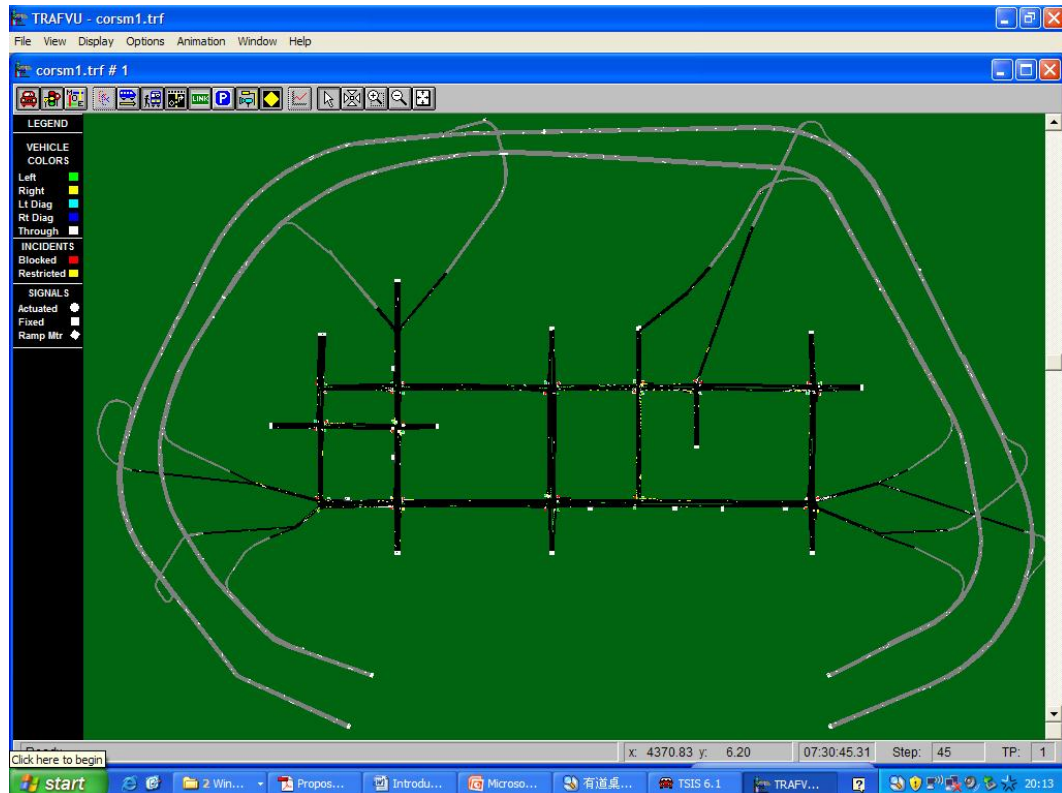 TRAFVU - corsm1.trf
File View Display Options Animation Window Help
corsm1.trf # 1
LINK P
LEGEND
VEHICLE
COLORS
Left
Right
Lt Diag
Rt Diag
Through
INCIDENTS
Blocked
Restricted
SIGNALS
Actuated
Fixed
Ramp Mtr
x: 4370.83 y: 6.20 07:30:45.31 Step: 45 TP: 1
Click here to begin
start 2 Win... Propos... Introdu... Microso... 有道桌... TSIS 6.1 TRAFV... 20:13